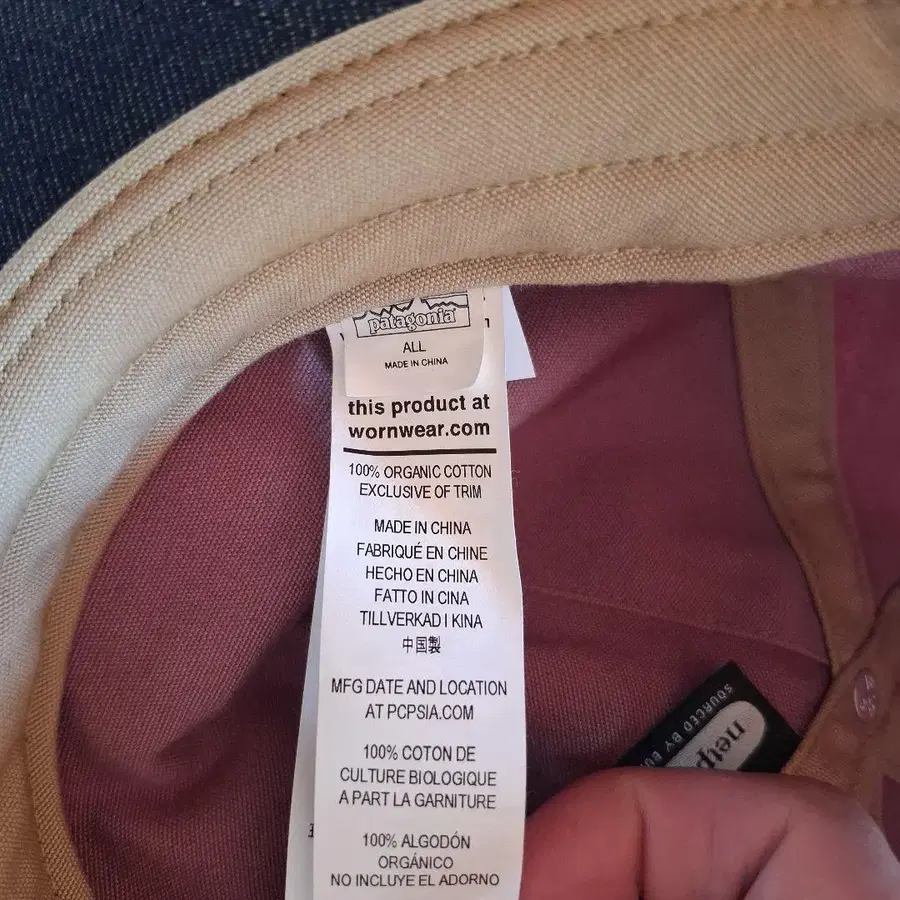 patagonia
ALL
MADE IN CHINA
this product at
wornwear.com
100% ORGANIC COTTON
EXCLUSIVE OF TRIM
MADE IN CHINA
FABRIQUÉ EN CHINE
HECHO EN CHINA
FATTO IN CINA
TILLVERKAD I KINA
中国製
MFG DATE AND LOCATION
AT PCPSIA.COM
100% COTON DE
CULTURE BIOLOGIQUE
A PART LA GARNITURE
100% ALGODÓN
ORGÁNICO
NO INCLUYE EL ADORNO
SOURCED BY